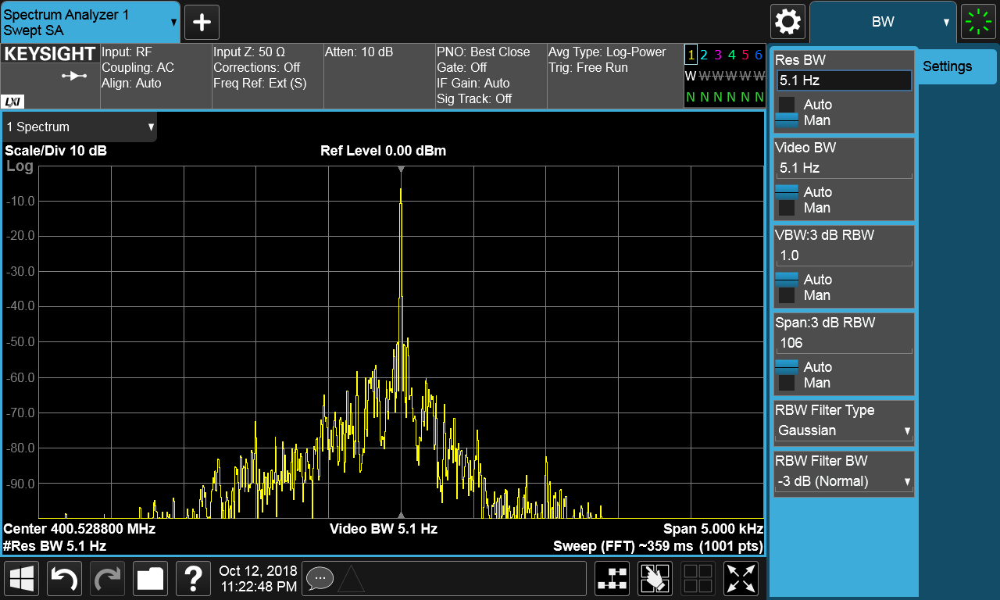 Spectrum Analyzer 1
Swept SA
BW
KEYSIGHT
LXI
Input: RF
Coupling: AC
Align: Auto
Input Z: 50 Ω
Corrections: Off
Freq Ref: Ext (S)
Atten: 10 dB
PNO: Best Close
Gate: Off
IF Gain: Auto
Sig Track: Off
Avg Type: Log-Power
Trig: Free Run
1 2 3 4 5 6
W W W W W W
N N N N N N
1 Spectrum
Scale/Div 10 dB
Ref Level 0.00 dBm
Log
-10.0
-20.0
-30.0
-40.0
-50.0
-60.0
-70.0
-80.0
-90.0
Center 400.528800 MHz
Video BW 5.1 Hz
Span 5.000 kHz
#Res BW 5.1 Hz
Sweep (FFT) ~359 ms (1001 pts)
Res BW
5.1 Hz
Auto
Man
Video BW
5.1 Hz
Auto
Man
VBW:3 dB RBW
1.0
Auto
Man
Span:3 dB RBW
106
Auto
Man
RBW Filter Type
Gaussian
RBW Filter BW
-3 dB (Normal)
Settings
?
Oct 12, 2018
11:22:48 PM